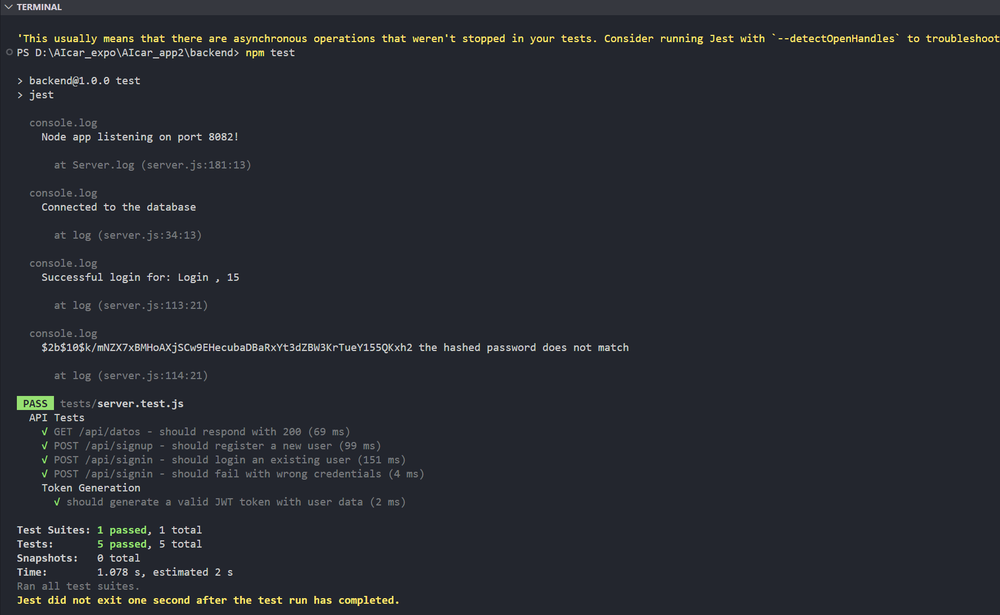 TERMINAL
'This usually means that there are asynchronous operations that weren't stopped in your tests. Consider running Jest with `--detectOpenHandles` to troubleshoot
PS D:\AIcar_expo\AIcar_app2\backend> npm test
> backend@1.0.0 test
> jest
console.log
Node app listening on port 8082!
at Server.log (server.js:181:13)
console.log
Connected to the database
at log (server.js:34:13)
console.log
Successful login for: Login , 15
at log (server.js:113:21)
console.log
$2b$10$k/mNZX7xBMHoAXjSCw9EHecubaDBaRxYt3dZBW3KrTueY155QKxh2 the hashed password does not match
at log (server.js:114:21)
PASS tests/server.test.js
API Tests
√ GET /api/datos - should respond with 200 (69 ms)
√ POST /api/signup - should register a new user (99 ms)
√ POST /api/signin - should login an existing user (151 ms)
√ POST /api/signin - should fail with wrong credentials (4 ms)
Token Generation
√ should generate a valid JWT token with user data (2 ms)
Test Suites: 1 passed, 1 total
Tests: 5 passed, 5 total
Snapshots: 0 total
Time: 1.078 s, estimated 2 s
Ran all test suites.
Jest did not exit one second after the test run has completed.